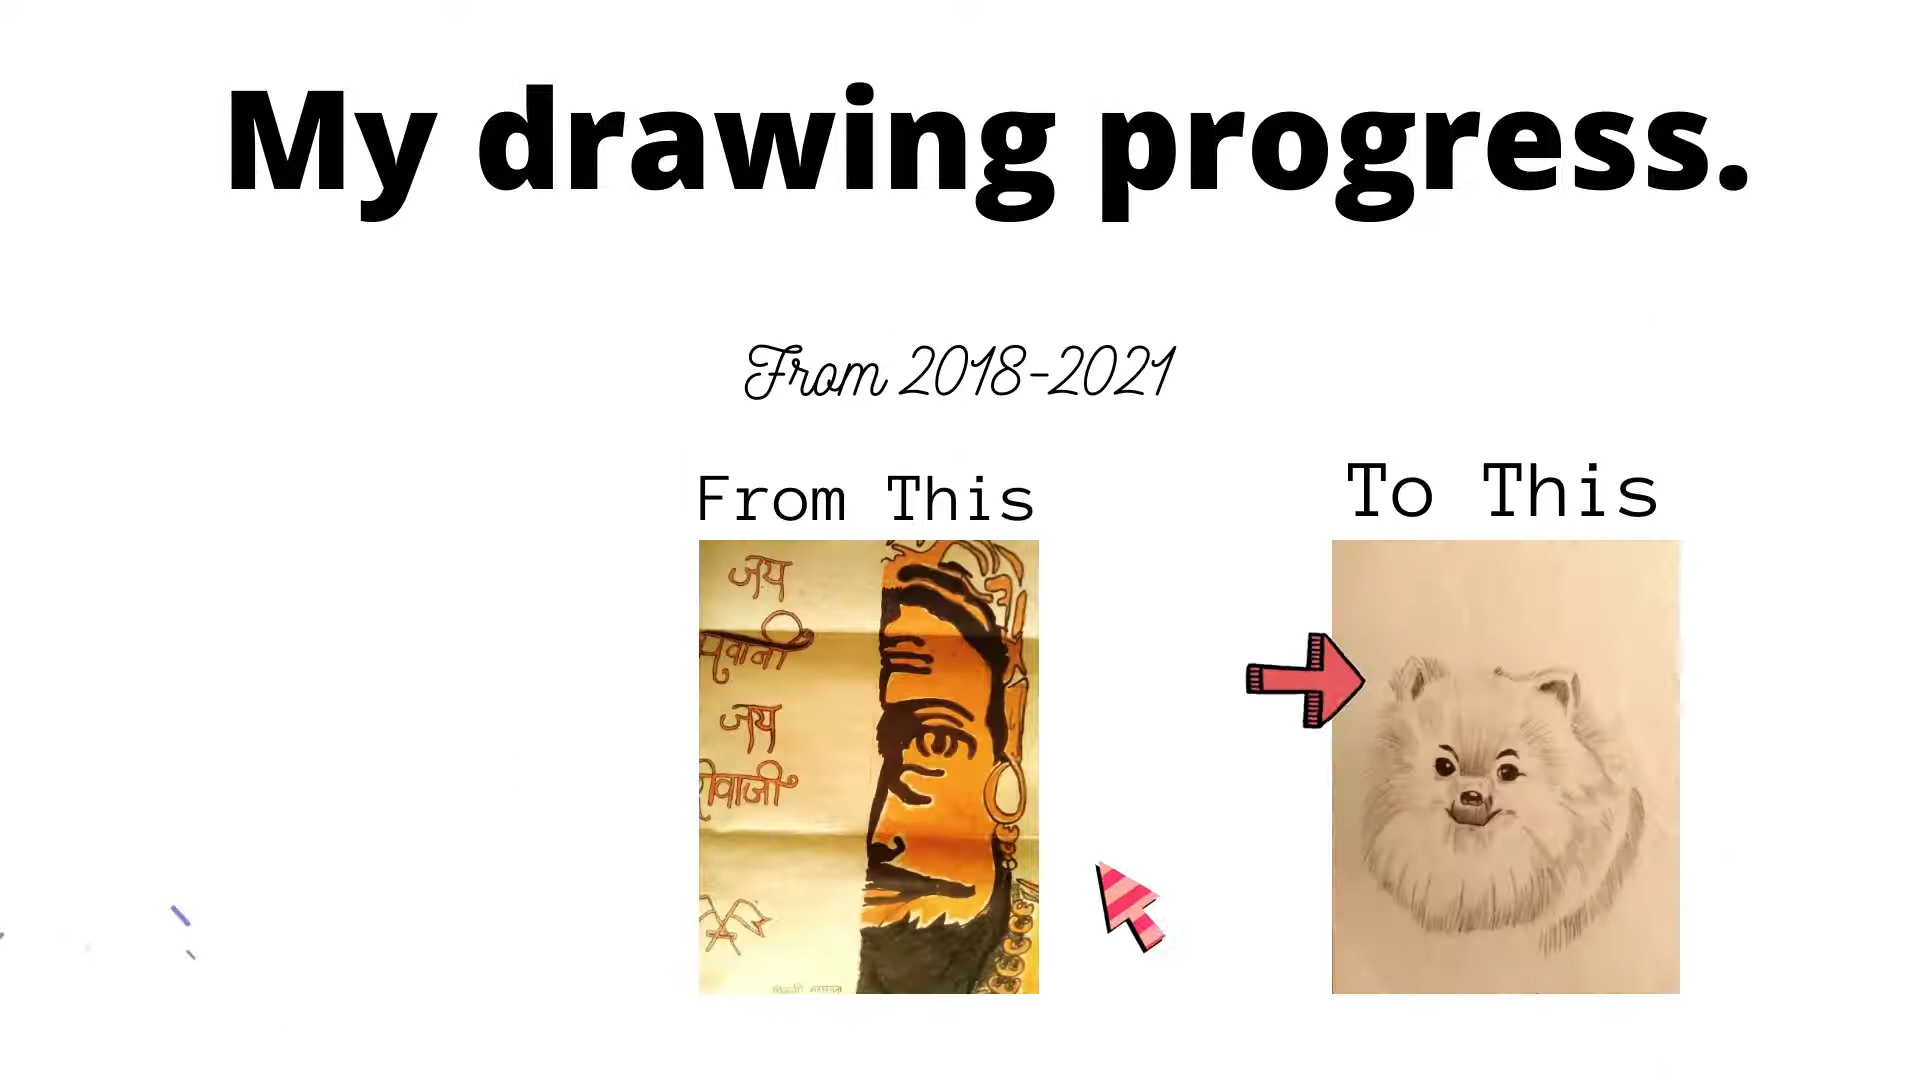 My drawing progress.
From 2018-2021
From This
To This
जय
भवानी
जय
शिवाजी